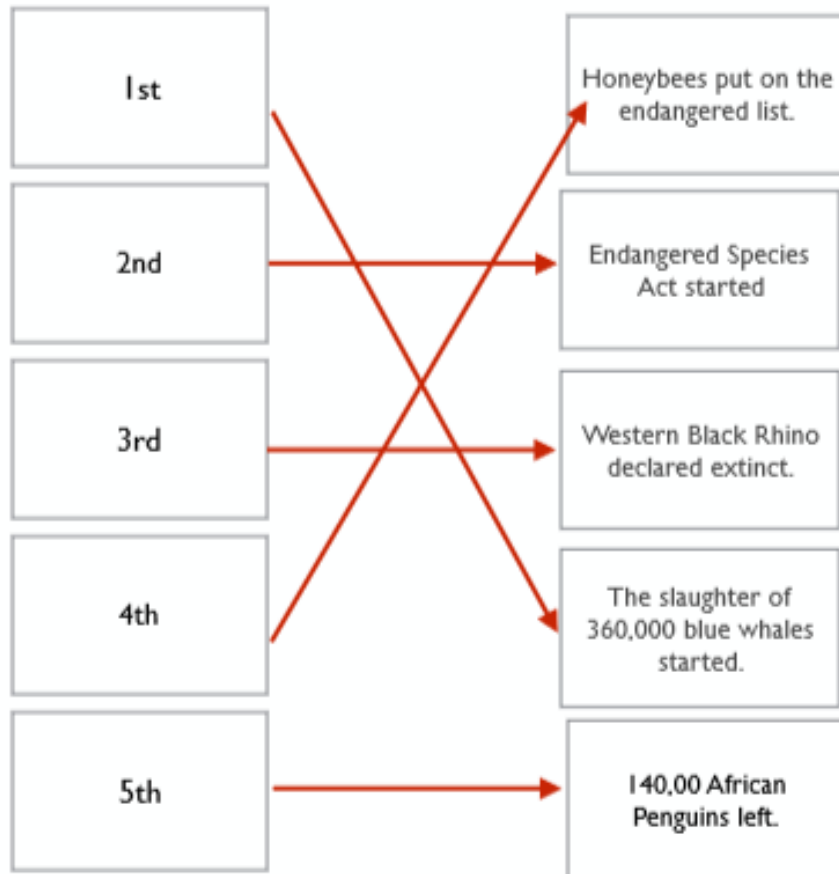 1st
Honeybees put on the
endangered list.
2nd
Endangered Species
Act started
3rd
Western Black Rhino
declared extinct.
4th
The slaughter of
360,000 blue whales
started.
5th
140,00 African
Penguins left.